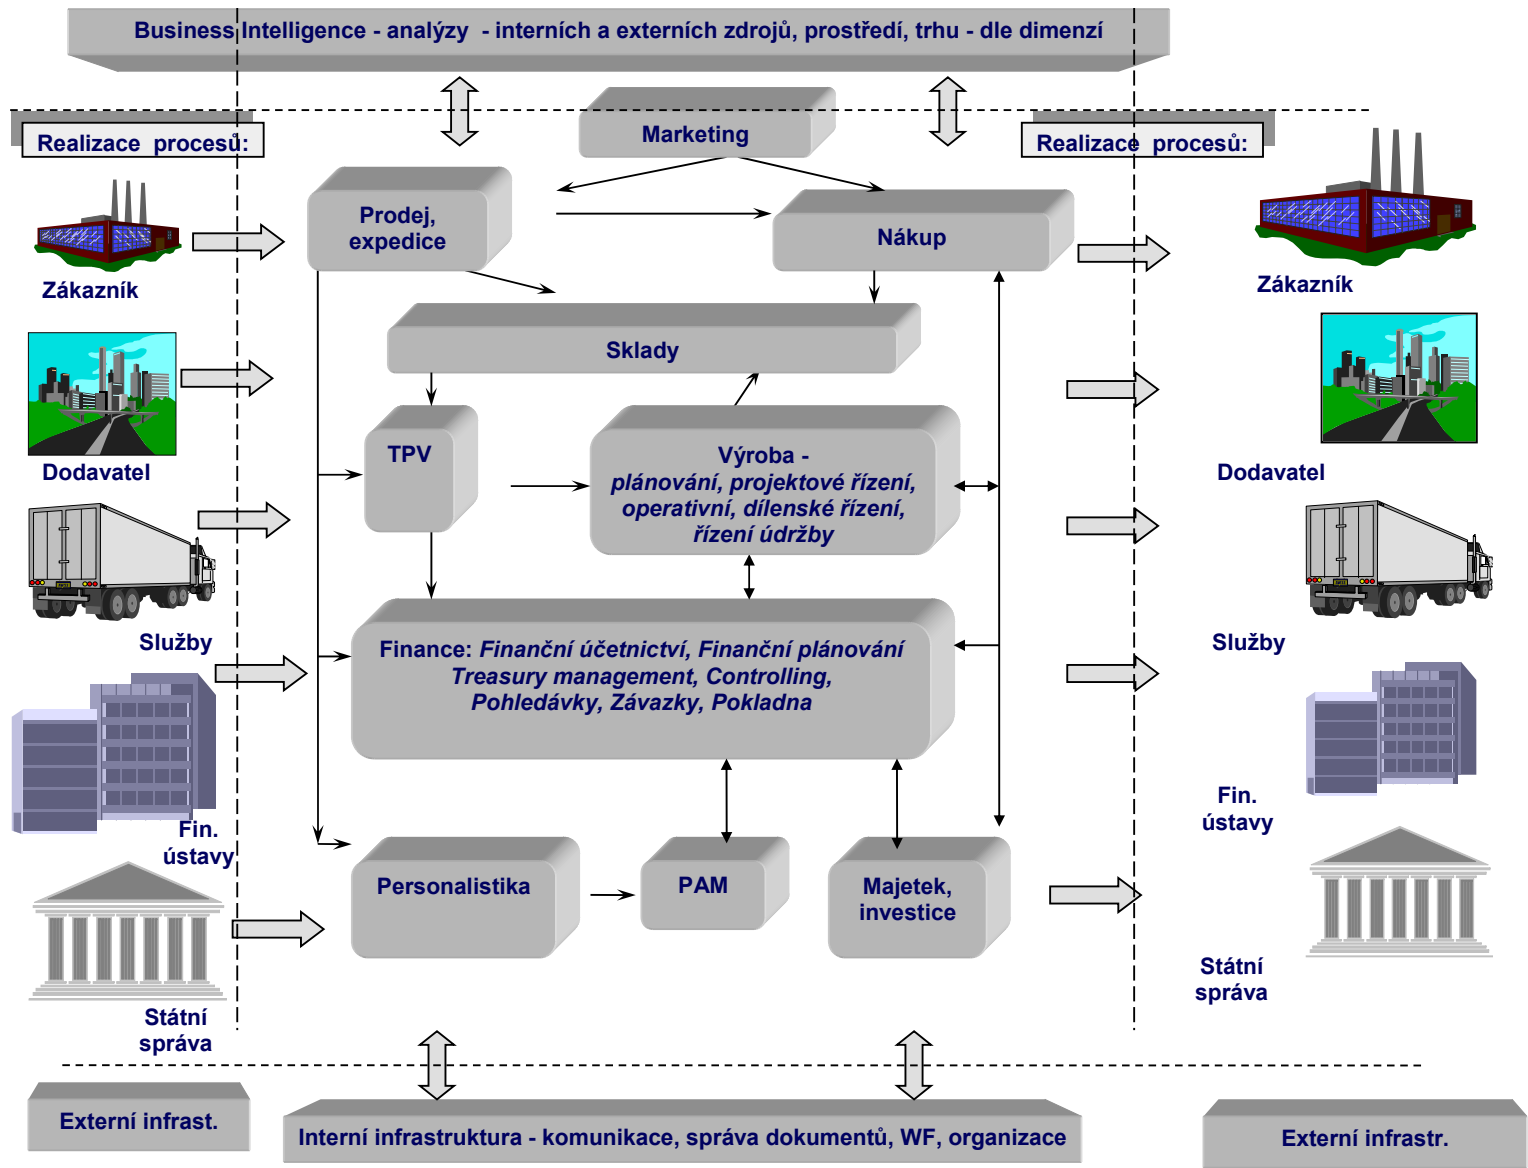 Business Intelligence - analýzy  - interních a externích zdrojů, prostředí, trhu - dle dimenzí
Marketing
Realizace  procesů:
Realizace  procesů:
Prodej,
expedice
Nákup
Zákazník
Zákazník
Sklady
TPV
Výroba -
plánování, projektové řízení,
operativní, dílenské řízení,
řízení údržby
Dodavatel
Dodavatel
Služby
Služby
Finance: Finanční účetnictví, Finanční plánování
Treasury management, Controlling,
Pohledávky, Závazky, Pokladna
Fin.
ústavy
Fin.
ústavy
Personalistika
PAM
Majetek,
investice
Státní
správa
Státní
správa
Externí infrast.
Interní infrastruktura - komunikace, správa dokumentů, WF, organizace
Externí infrastr.